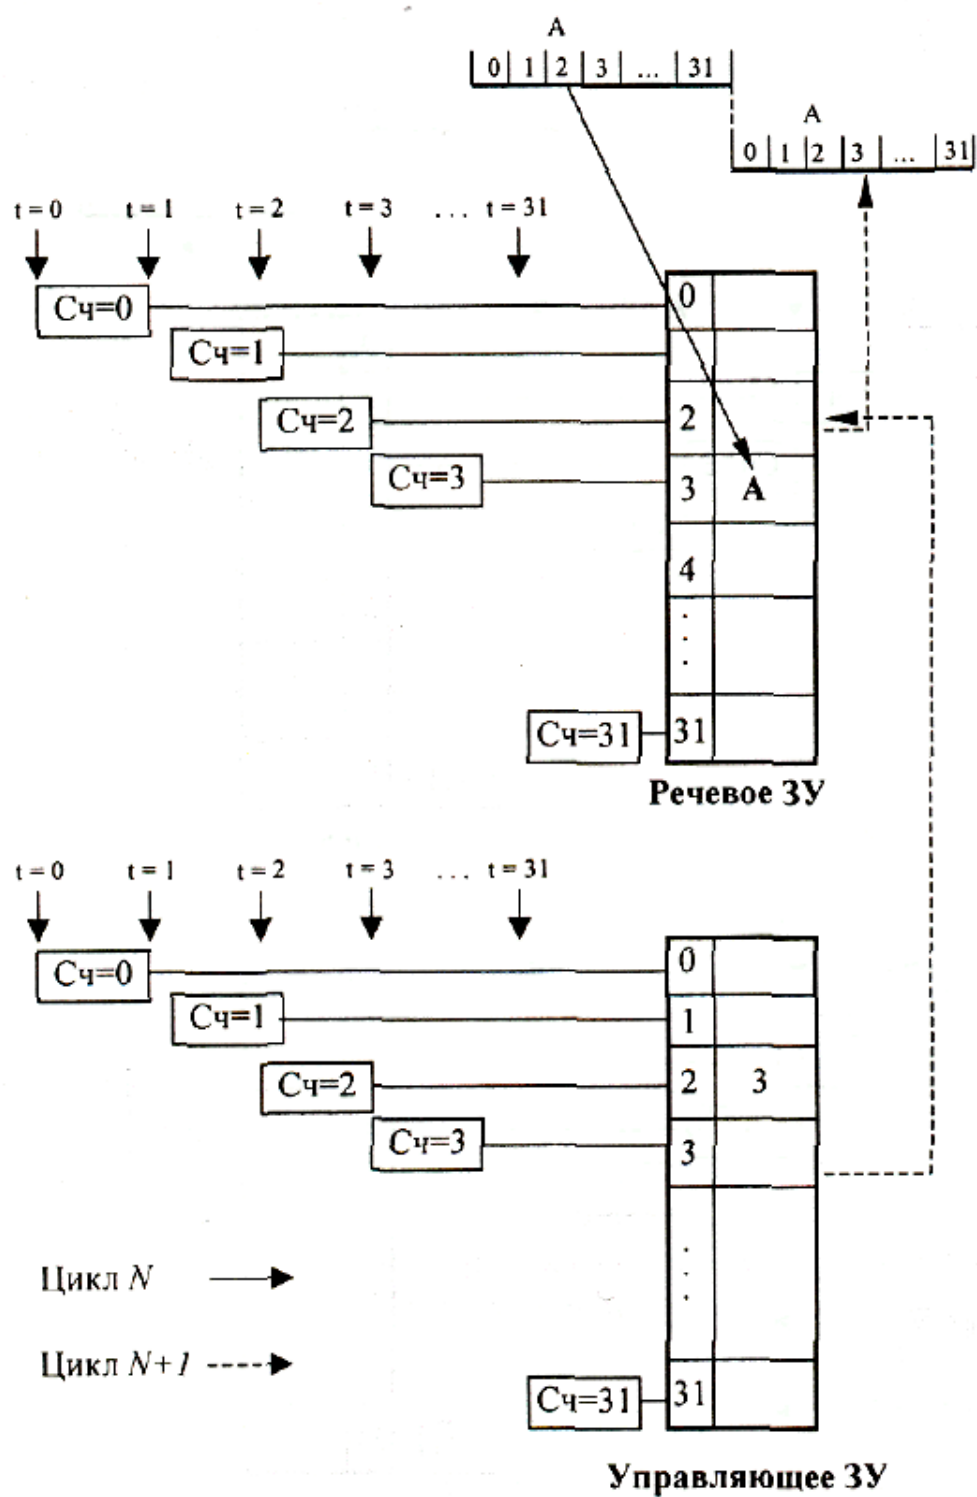 A
0 1 2 3 ... 31
A
0 1 2 3 ... 31
t = 0 t = 1 t = 2 t = 3 ... t = 31
Сч=0
0
Сч=1
Сч=2
2
Сч=3
3 A
4
...
Сч=31
31
Речевое ЗУ
t = 0 t = 1 t = 2 t = 3 ... t = 31
Сч=0
0
Сч=1
1
Сч=2
2 3
Сч=3
3
...
Цикл N
Цикл N+1
Сч=31
31
Управляющее ЗУ